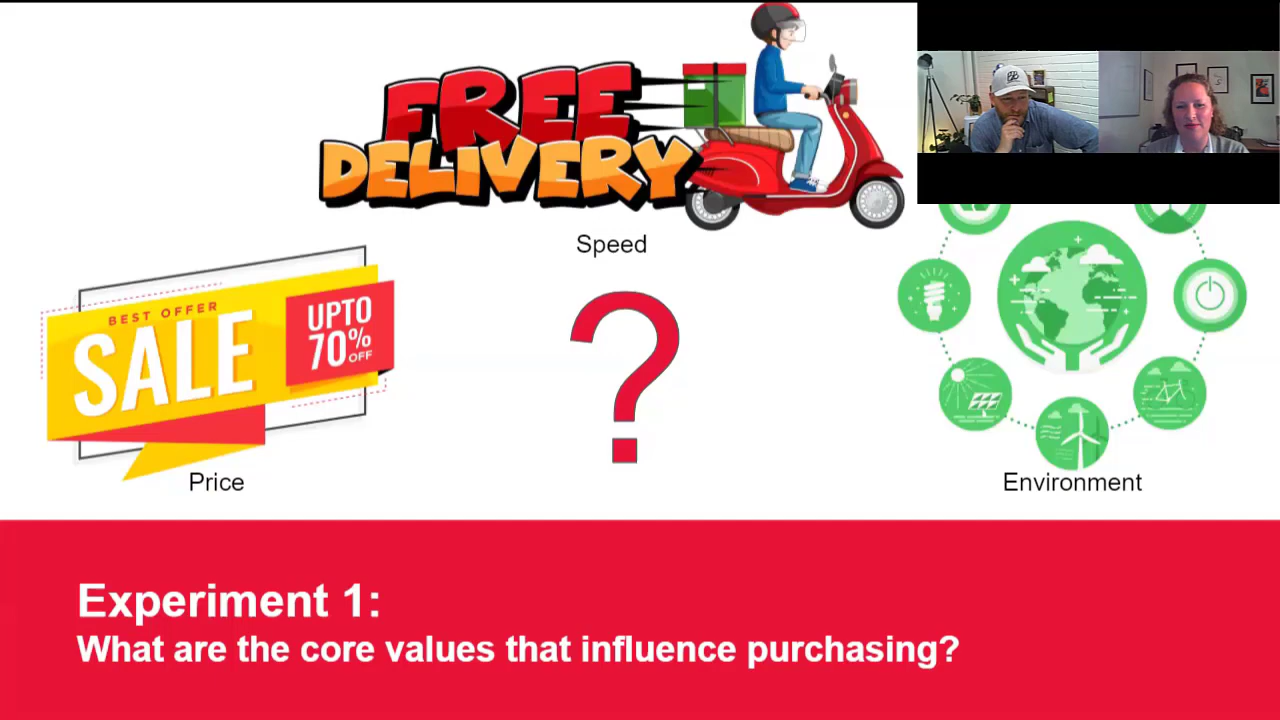 FREE
DELIVERY
Speed
BEST OFFER
SALE
UPTO
70%
OFF
Price
Environment
Experiment 1:
What are the core values that influence purchasing?